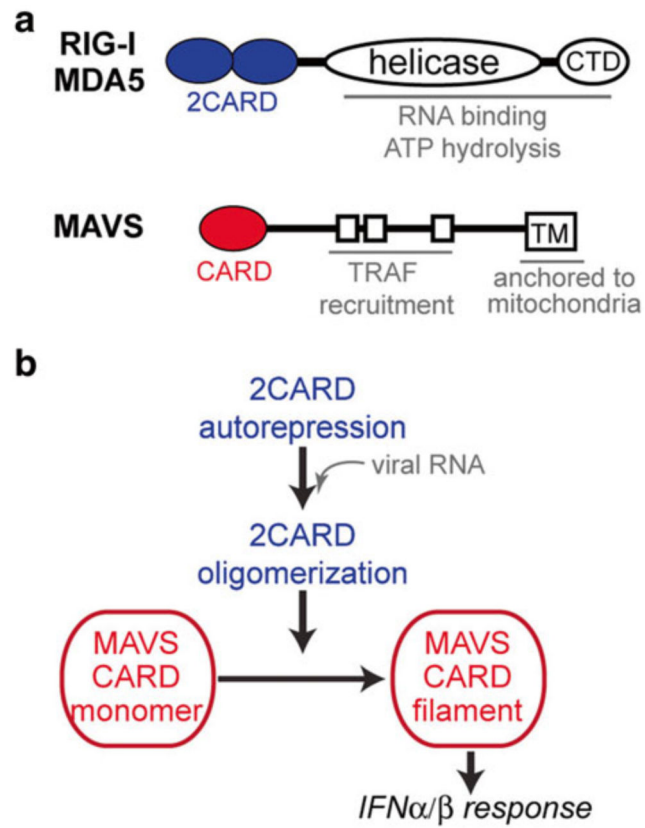 a
RIG-I
MDA5
helicase
CTD
2CARD
RNA binding
ATP hydrolysis
MAVS
TM
CARD
TRAF
recruitment
anchored to
mitochondria
b
2CARD
autorepression
viral RNA
2CARD
oligomerization
MAVS
CARD
monomer
MAVS
CARD
filament
IFNα/β response